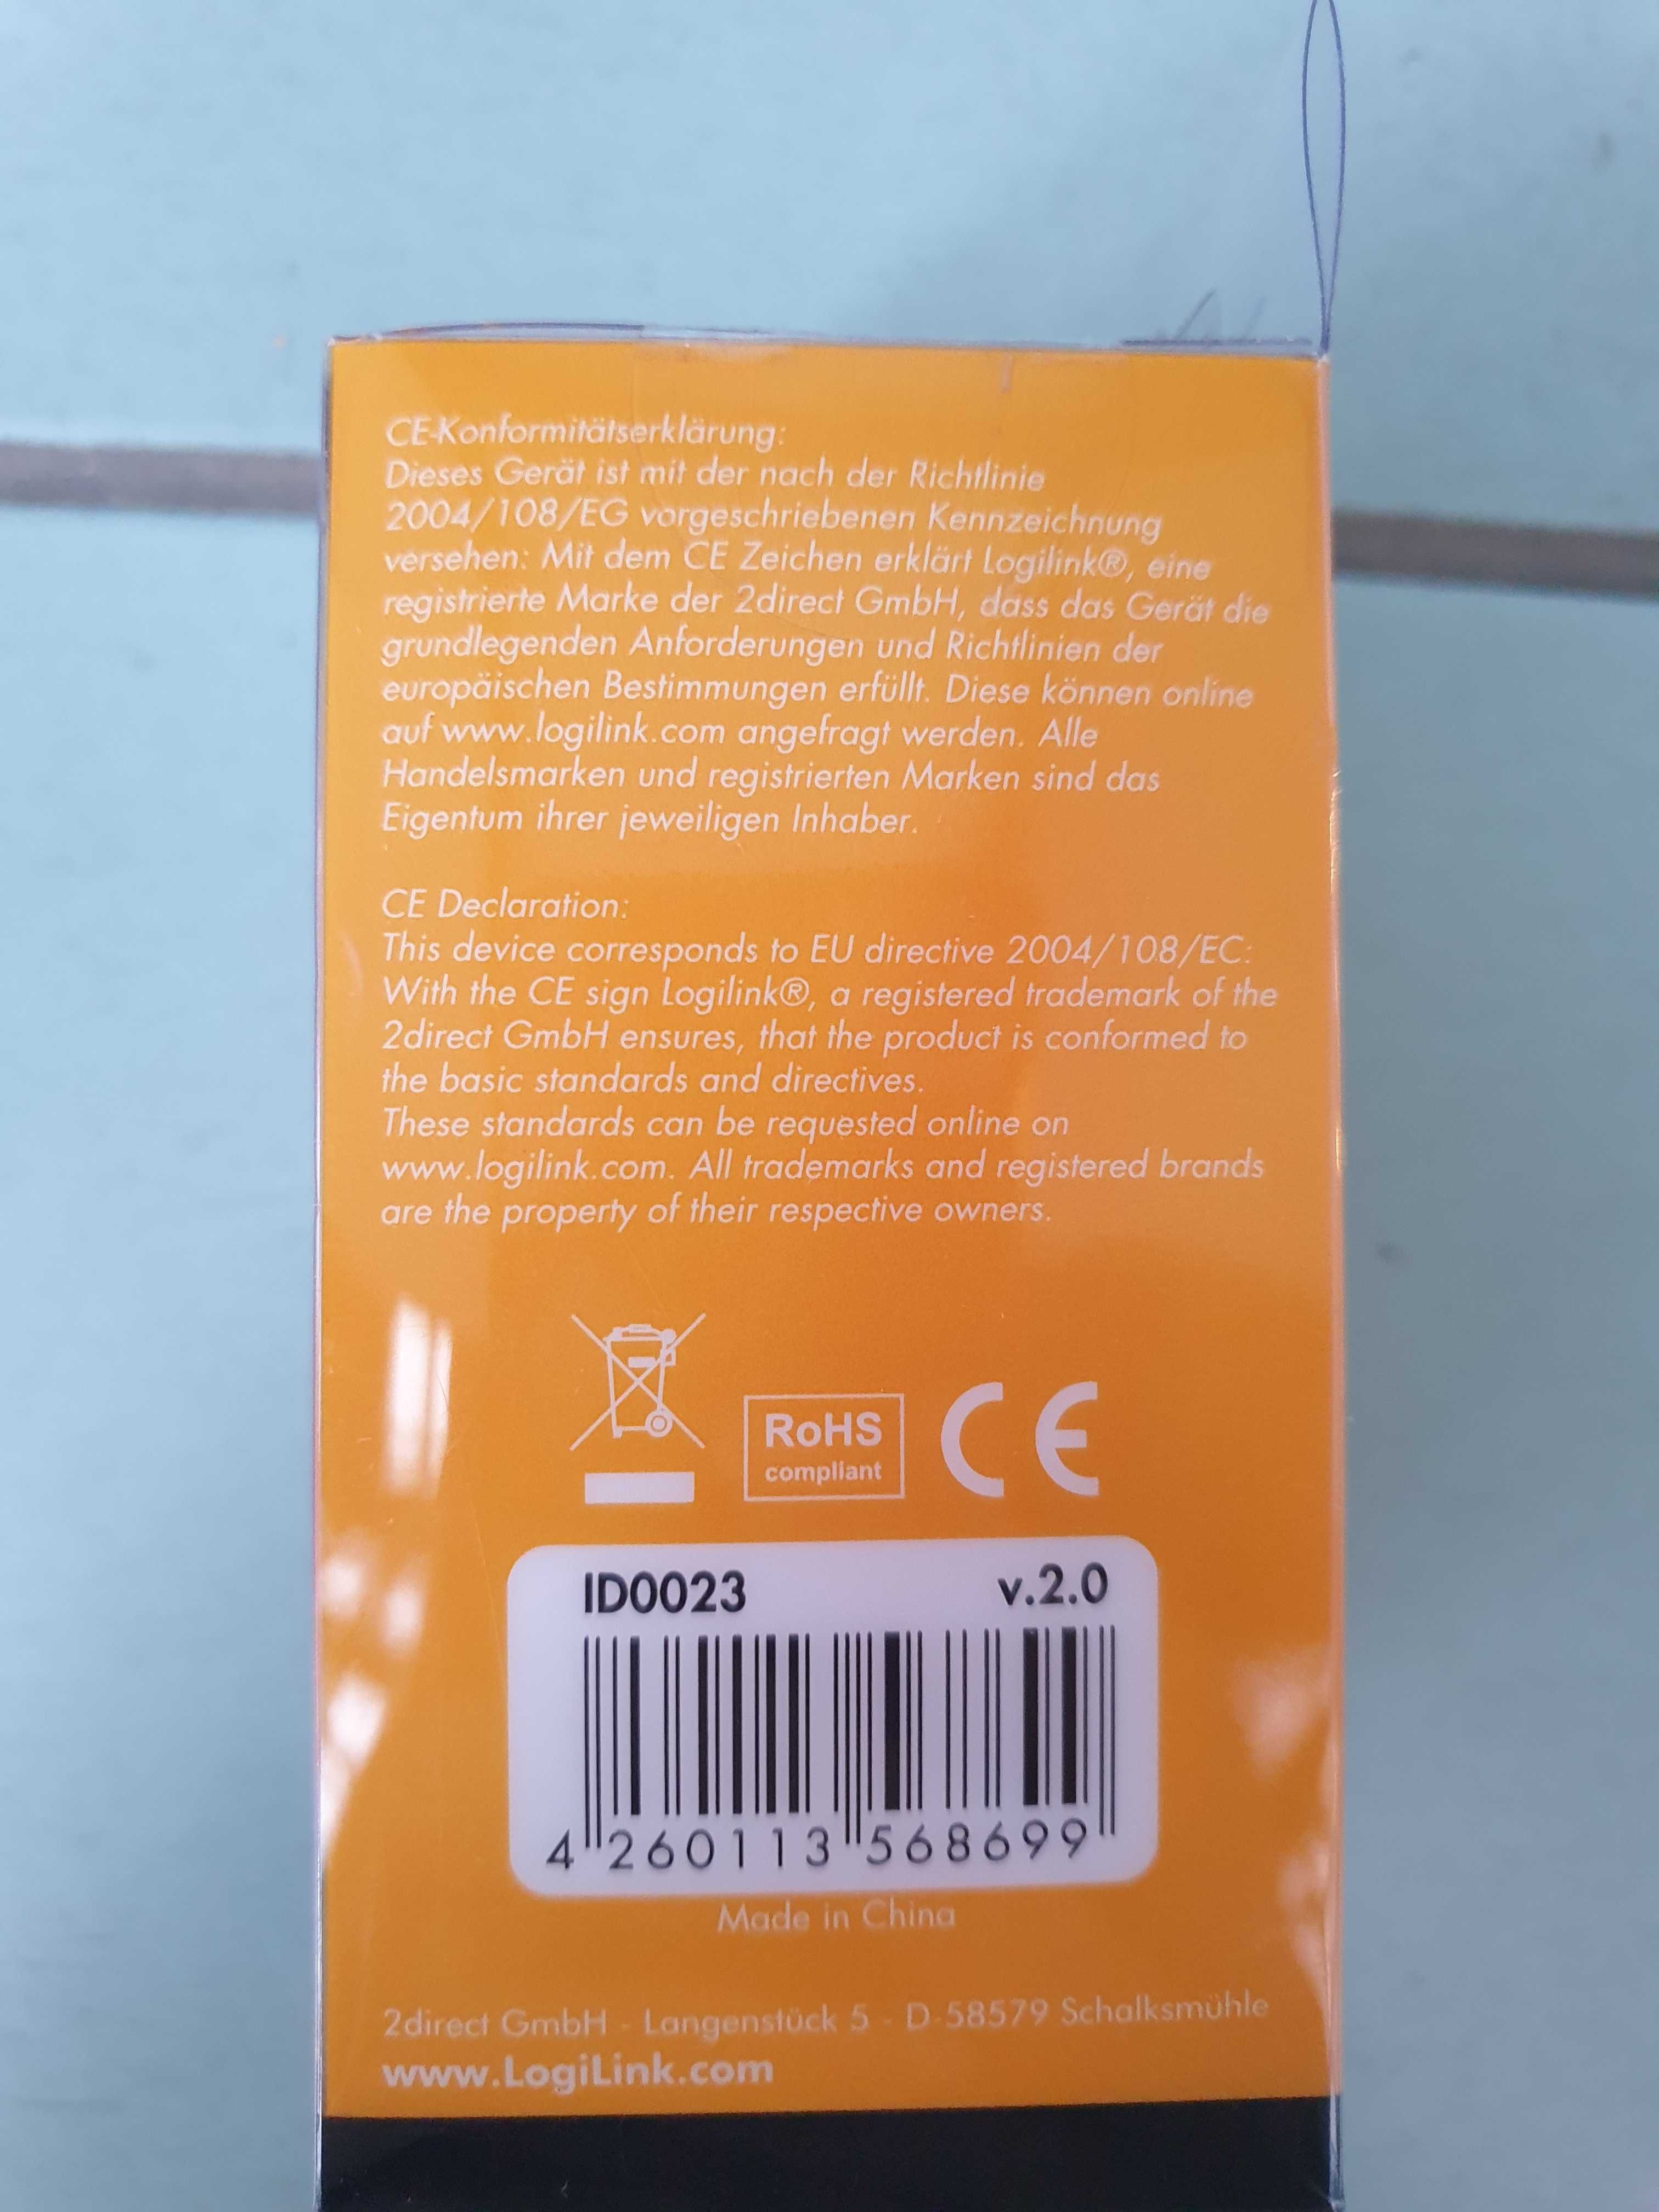 CE-Konformitätserklärung:
Dieses Gerät ist mit der nach der Richtlinie
2004/108/EG vorgeschriebenen Kennzeichnung
versehen: Mit dem CE Zeichen erklärt Logilink®, eine
registrierte Marke der 2direct GmbH, dass das Gerät die
grundlegenden Anforderungen und Richtlinien der
europäischen Bestimmungen erfüllt. Diese können online
auf www.logilink.com angefragt werden. Alle
Handelsmarken und registrierten Marken sind das
Eigentum ihrer jeweiligen Inhaber.
CE Declaration:
This device corresponds to EU directive 2004/108/EC:
With the CE sign Logilink®, a registered trademark of the
2direct GmbH ensures, that the product is conformed to
the basic standards and directives.
These standards can be requested online on
www.logilink.com. All trademarks and registered brands
are the property of their respective owners.
RoHS
compliant
CE
ID0023 v.2.0
4 260113 568699
Made in China
2direct GmbH - Langenstück 5 - D-58579 Schalksmühle
www.LogiLink.com